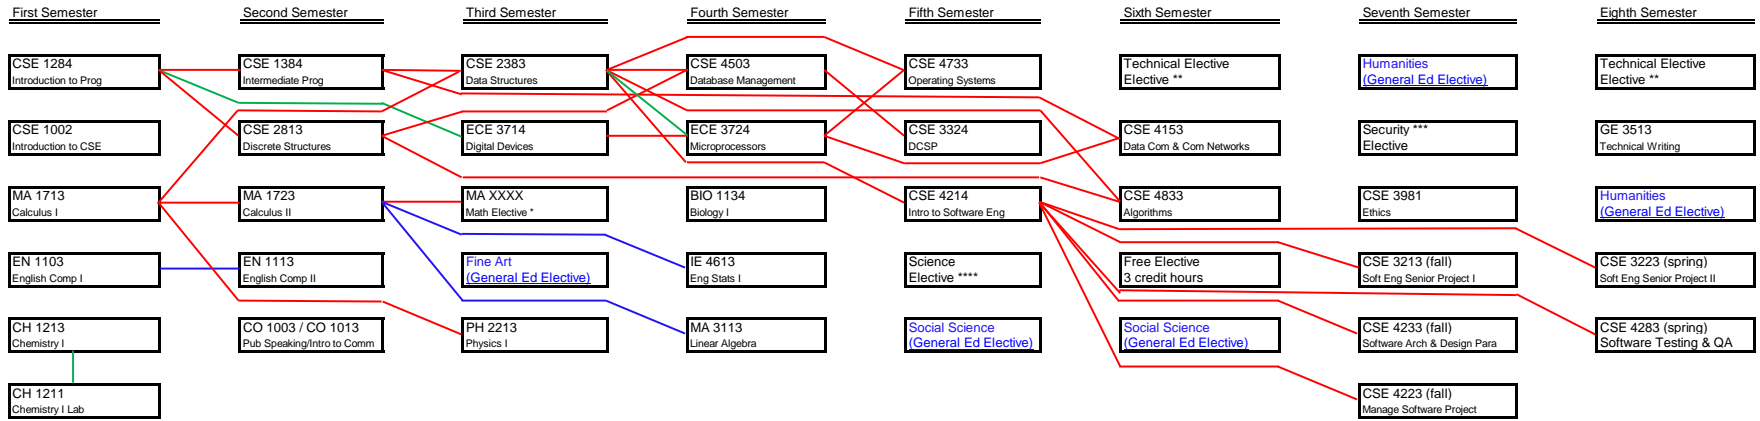 First Semester
Second Semester
Third Semester
Fourth Semester
Fifth Semester
Sixth Semester
Seventh Semester
Eighth Semester
CSE 1284
Introduction to Prog
CSE 1384
Intermediate Prog
CSE 2383
Data Structures
CSE 4503
Database Management
CSE 4733
Operating Systems
Technical Elective
Elective **
Humanities
(General Ed Elective)
Technical Elective
Elective **
CSE 1002
Introduction to CSE
CSE 2813
Discrete Structures
ECE 3714
Digital Devices
ECE 3724
Microprocessors
CSE 3324
DCSP
CSE 4153
Data Com & Com Networks
Security ***
Elective
GE 3513
Technical Writing
MA 1713
Calculus I
MA 1723
Calculus II
MA XXXX
Math Elective *
BIO 1134
Biology I
CSE 4214
Intro to Software Eng
CSE 4833
Algorithms
CSE 3981
Ethics
Humanities
(General Ed Elective)
EN 1103
English Comp I
EN 1113
English Comp II
Fine Art
(General Ed Elective)
IE 4613
Eng Stats I
Science
Elective ****
Free Elective
3 credit hours
CSE 3213 (fall)
Soft Eng Senior Project I
CSE 3223 (spring)
Soft Eng Senior Project II
CH 1213
Chemistry I
CO 1003 / CO 1013
Pub Speaking/Intro to Comm
PH 2213
Physics I
MA 3113
Linear Algebra
Social Science
(General Ed Elective)
Social Science
(General Ed Elective)
CSE 4233 (fall)
Software Arch & Design Para
CSE 4283 (spring)
Software Testing & QA
CH 1211
Chemistry I Lab
CSE 4223 (fall)
Manage Software Project